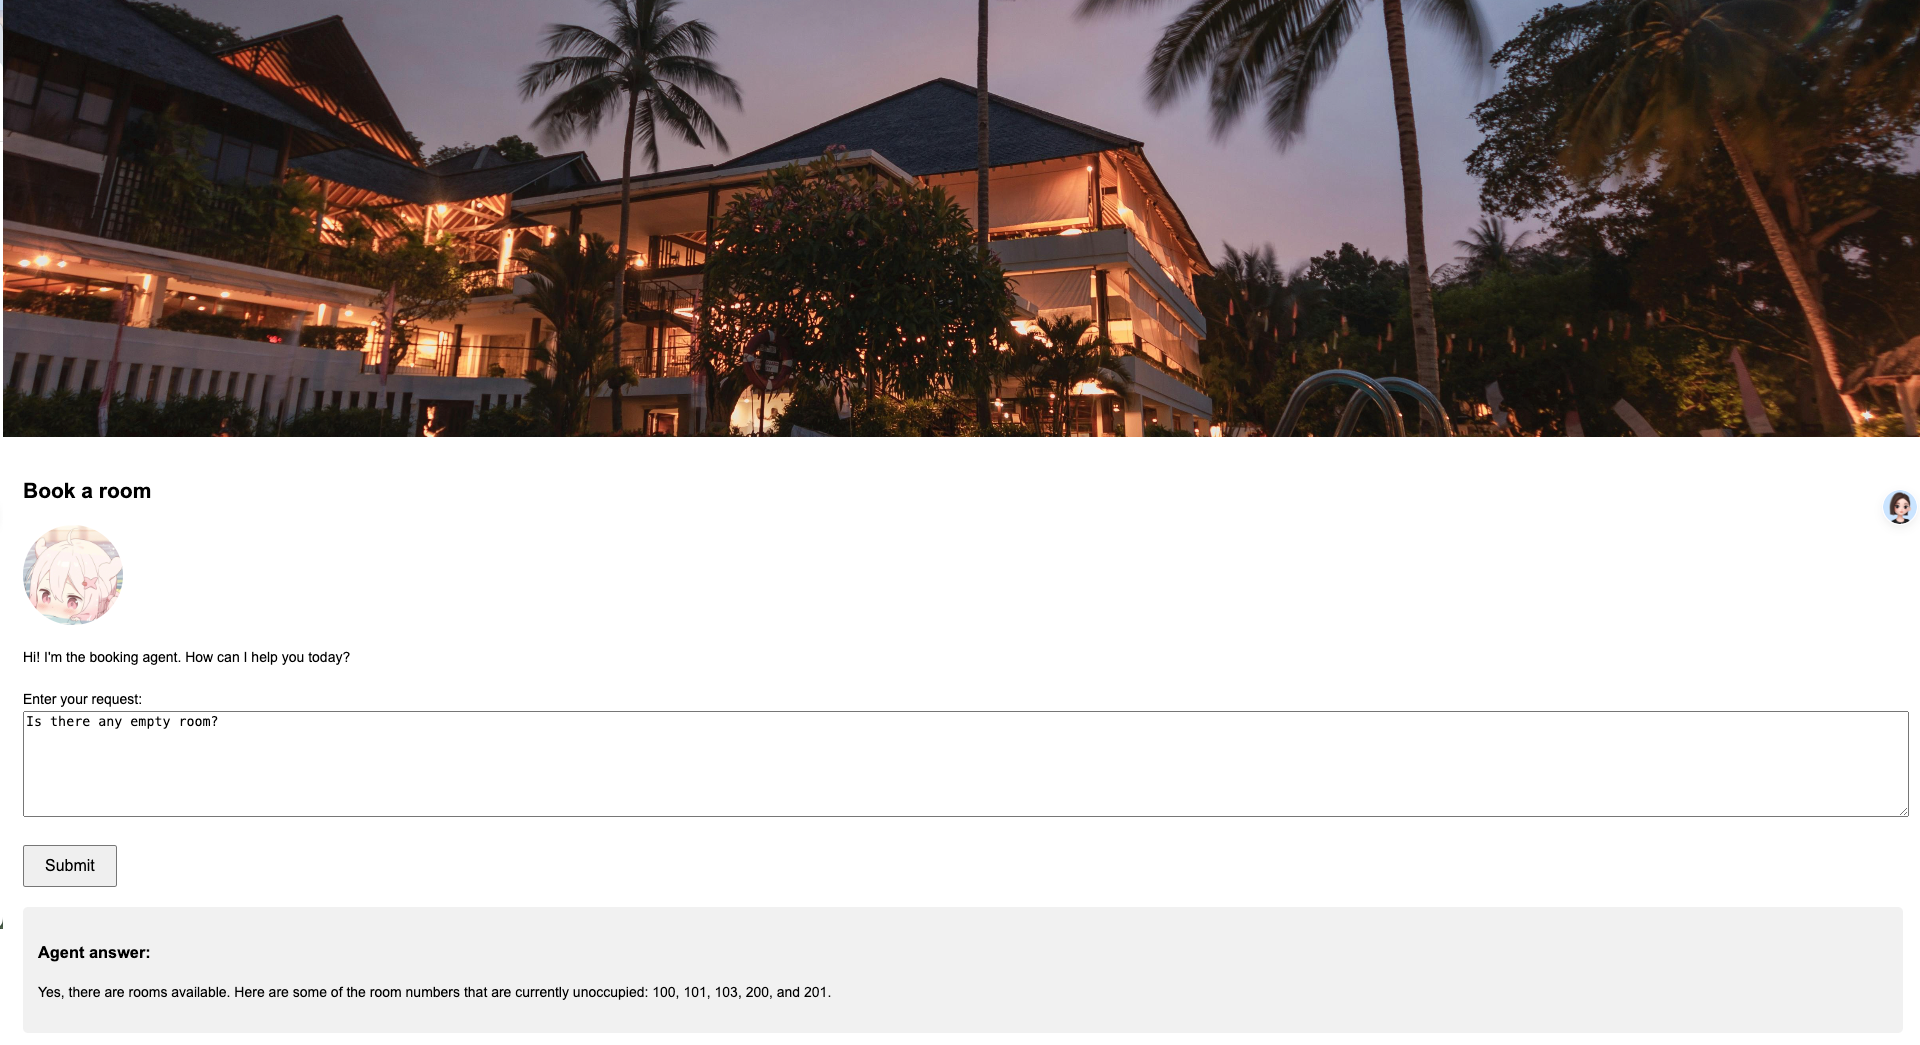 Book a room
Hi! I'm the booking agent. How can I help you today?
Enter your request:
Is there any empty room?
Submit
Agent answer:
Yes, there are rooms available. Here are some of the room numbers that are currently unoccupied: 100, 101, 103, 200, and 201.